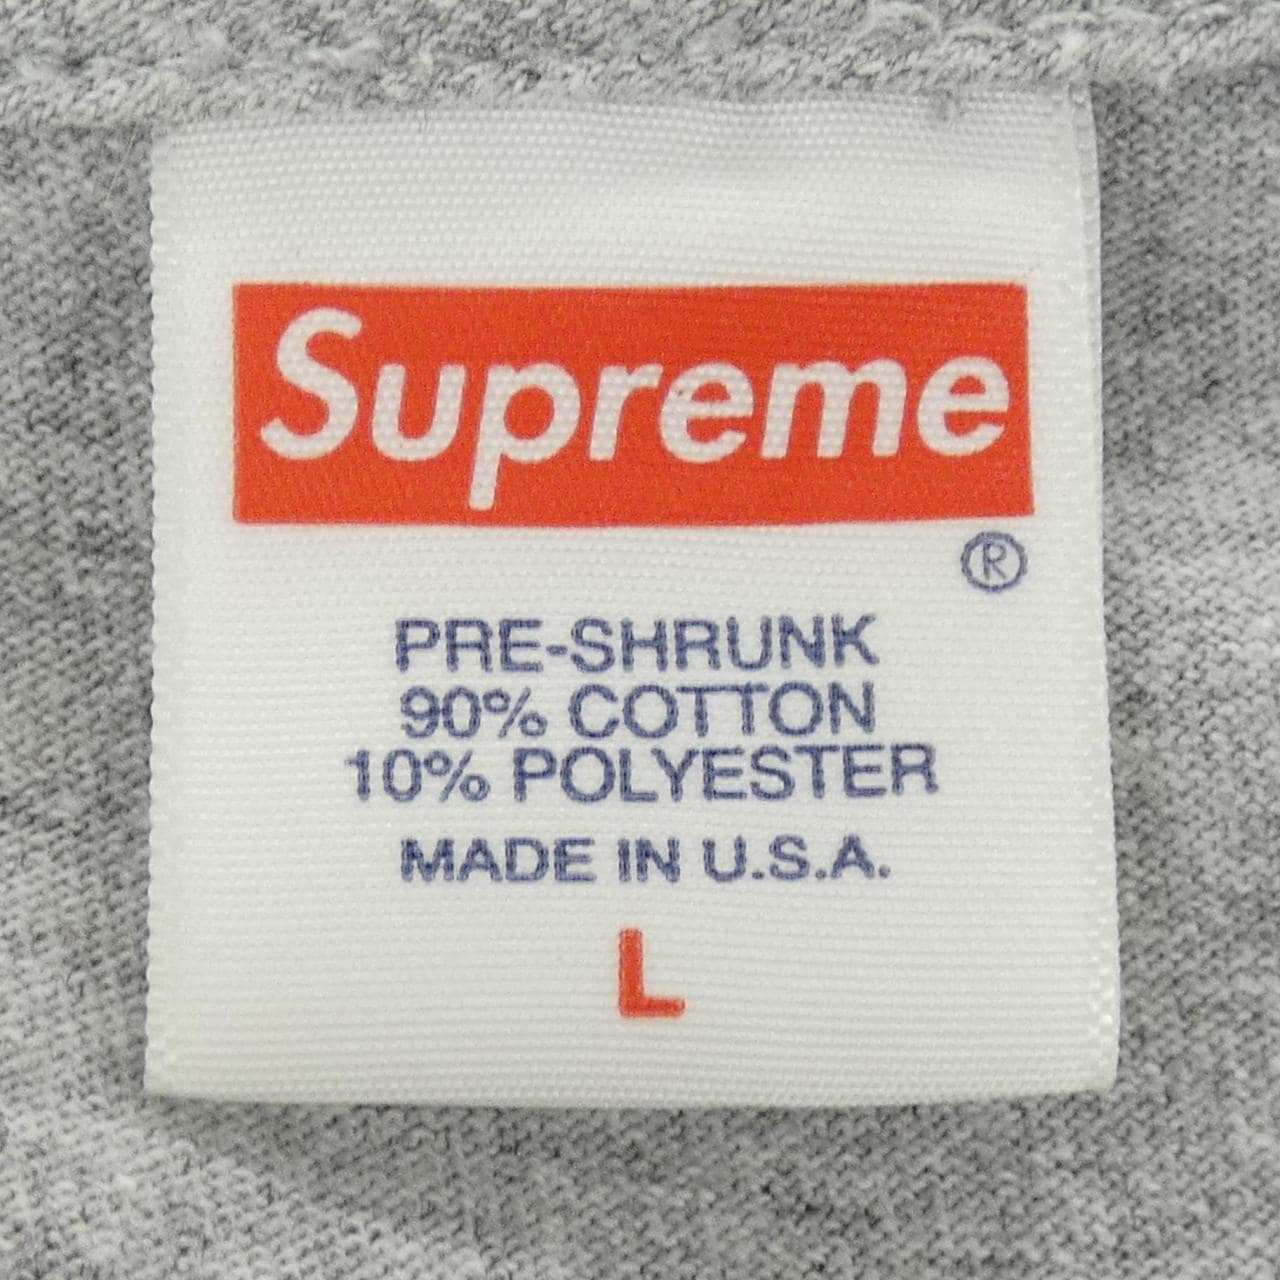 Supreme
®
PRE-SHRUNK
90% COTTON
10% POLYESTER
MADE IN U.S.A.
L